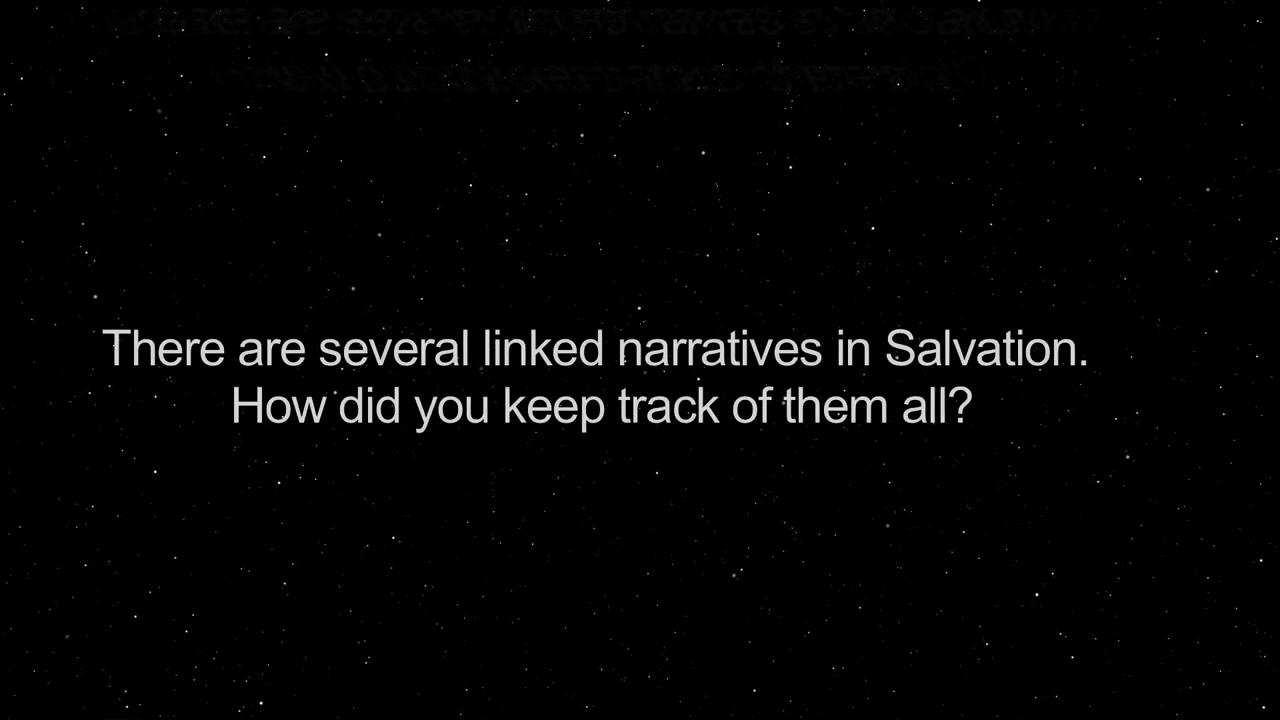 There are several linked narratives in Salvation.
How did you keep track of them all?